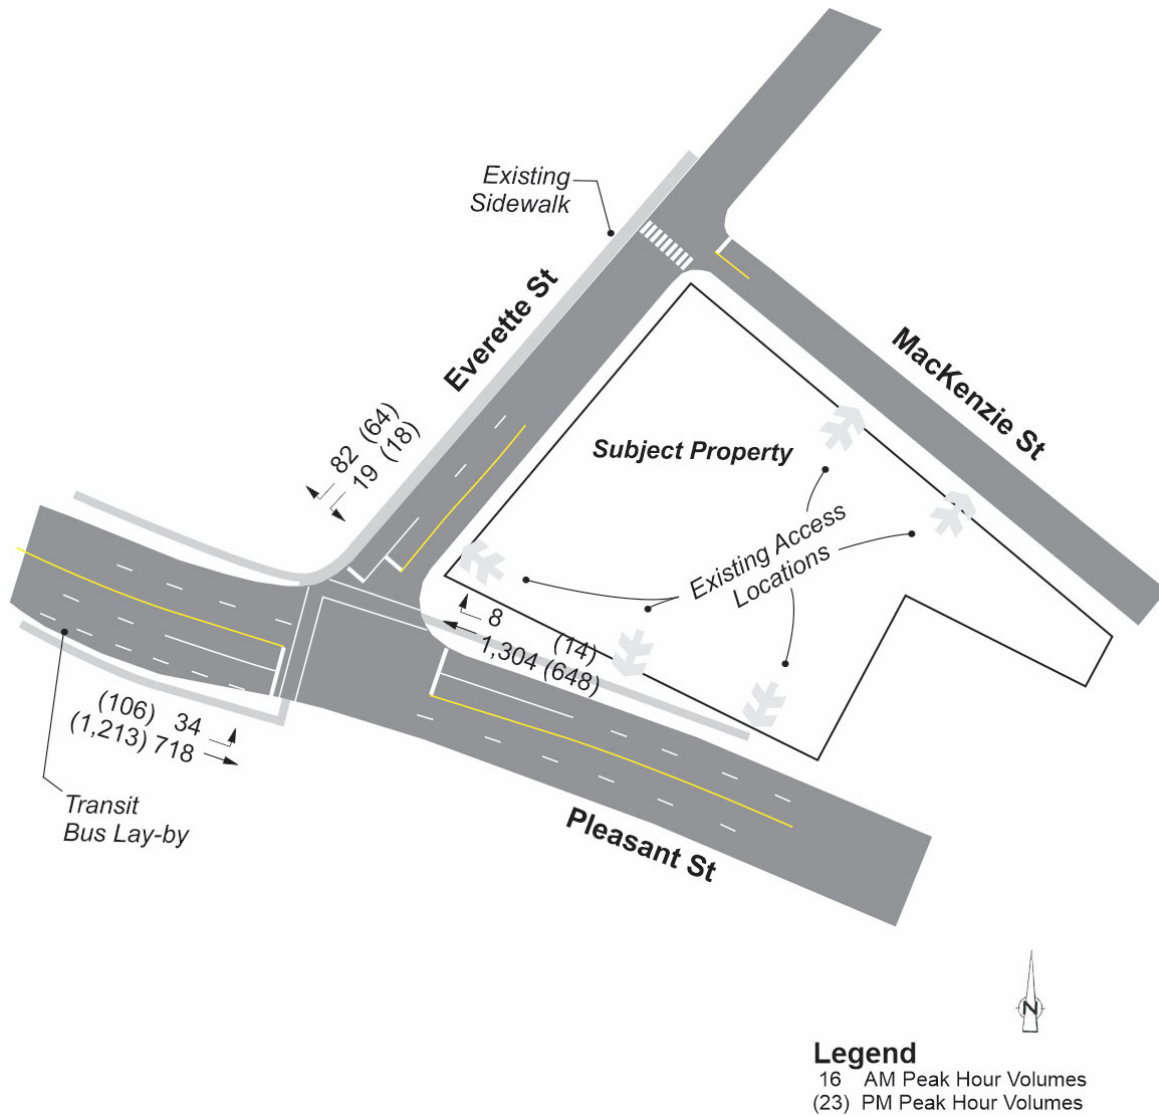 Existing
Sidewalk
Everette St
MacKenzie St
82 (64)
19 (18)
Subject Property
Existing Access
Locations
8 (14)
1,304 (648)
(106) 34
(1,213) 718
Transit
Bus Lay-by
Pleasant St
N
Legend
16 AM Peak Hour Volumes
(23) PM Peak Hour Volumes